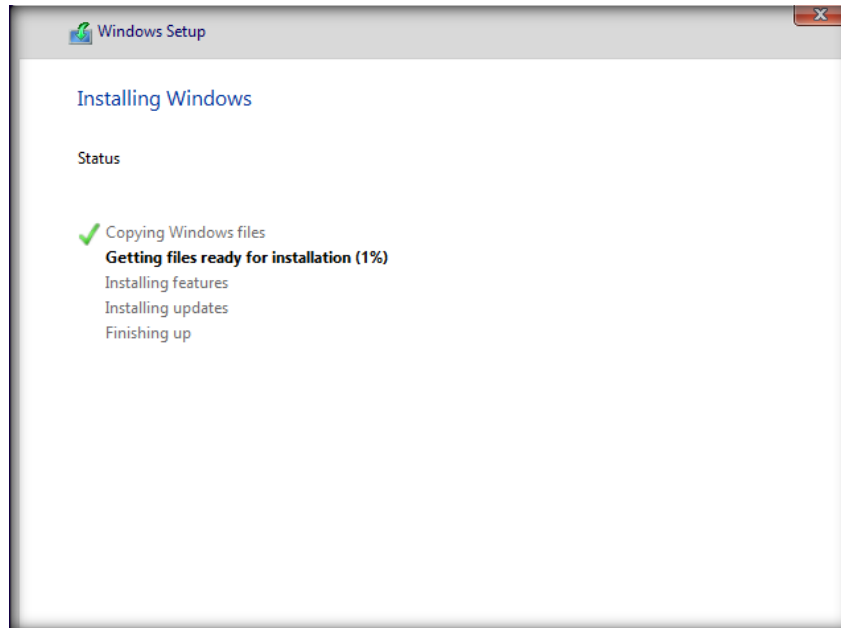 Windows Setup
Installing Windows
Status
Copying Windows files
Getting files ready for installation (1%)
Installing features
Installing updates
Finishing up